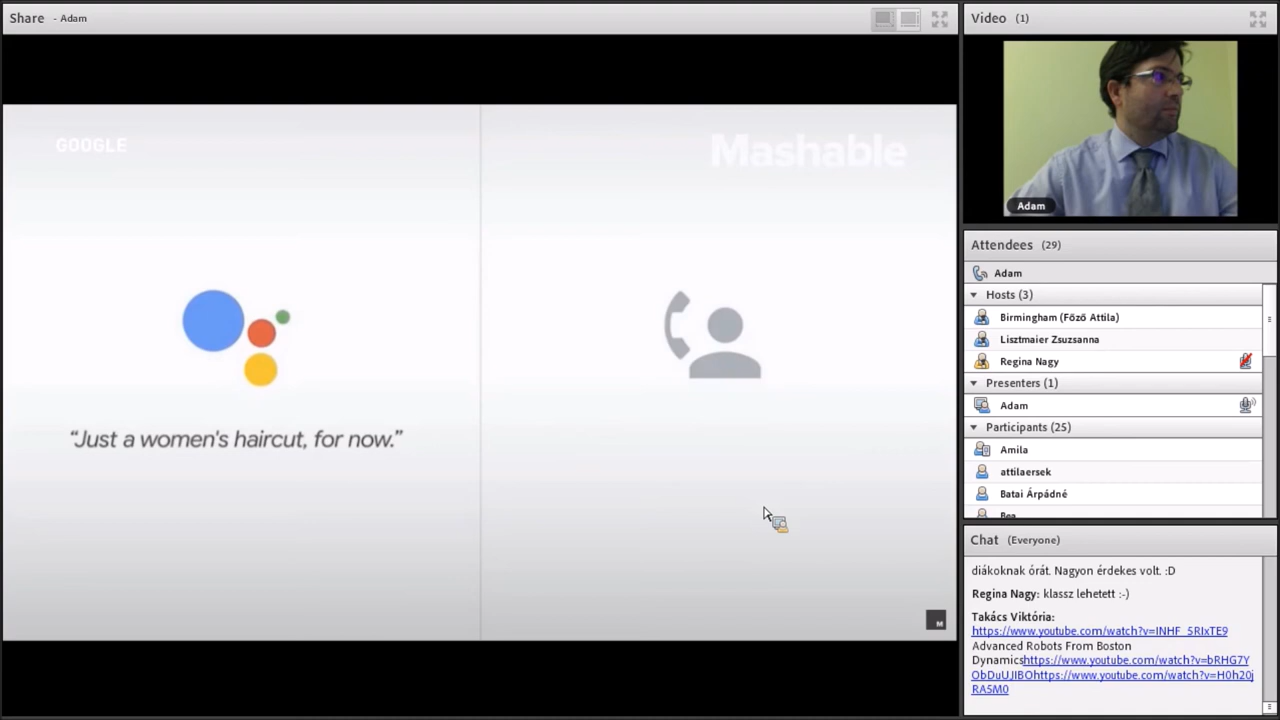 Share - Adam
GOOGLE
Mashable
“Just a women's haircut, for now.”
M
Video (1)
Adam
Attendees (29)
Adam
Hosts (3)
Birmingham (Főző Attila)
Lisztmaier Zsuzsanna
Regina Nagy
Presenters (1)
Adam
Participants (25)
Amila
attilaersek
Batai Árpádné
Bea
Chat (Everyone)
diákoknak órát. Nagyon érdekes volt. :D
Regina Nagy: klassz lehetett :-)
Takács Viktória:
https://www.youtube.com/watch?v=INHF_5RIxTE9
Advanced Robots From Boston
Dynamicshttps://www.youtube.com/watch?v=bRHG7Y
ObDuUJIBOhttps://www.youtube.com/watch?v=H0h20j
RA5M0